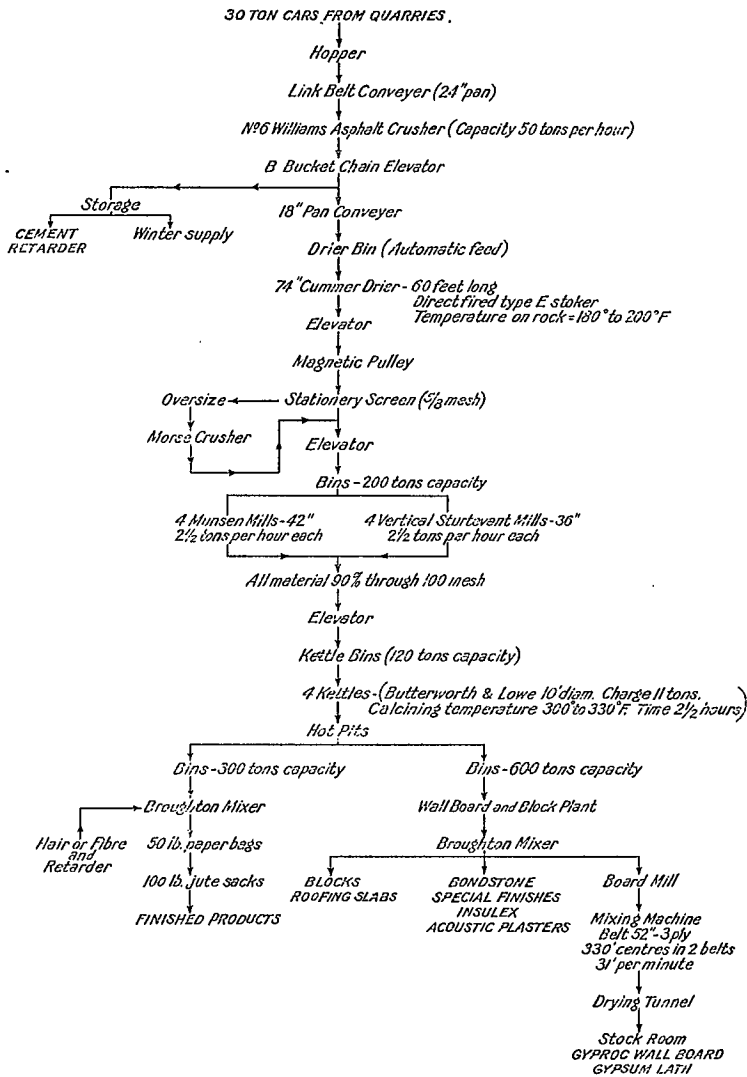 30 TON CARS FROM QUARRIES.
Hopper
Link Belt Conveyer (24" pan)
Nº6 Williams Asphalt Crusher (Capacity 50 tons per hour)
B Bucket Chain Elevator
Storage
CEMENT
RETARDER
Winter supply
18" Pan Conveyer
Drier Bin (Automatic feed)
74" Cummer Drier - 60 feet long
Direct fired type E stoker
Temperature on rock = 180° to 200°F
Elevator
Magnetic Pulley
Oversize
Stationery Screen (5/8 mesh)
Morse Crusher
Elevator
Bins - 200 tons capacity
4 Munsen Mills - 42"
2½ tons per hour each
4 Vertical Sturtevant Mills - 36"
2½ tons per hour each
All material 90% through 100 mesh
Elevator
Kettle Bins (120 tons capacity)
4 Kettles - (Butterworth & Lowe 10' diam. Charge 11 tons.
Calcining temperature 300° to 330°F. Time 2½ hours)
Hot Pits
Bins - 300 tons capacity
Broughton Mixer
Hair or Fibre
and
Retarder
50 lb. paper bags
100 lb. jute sacks
FINISHED PRODUCTS
Bins - 600 tons capacity
Wall Board and Block Plant
Broughton Mixer
BLOCKS
ROOFING SLABS
BONDSTONE
SPECIAL FINISHES
INSULEX
ACOUSTIC PLASTERS
Board Mill
Mixing Machine
Belt 52" - 3 ply
330' centres in 2 belts
31' per minute
Drying Tunnel
Stock Room
GYPROC WALL BOARD
GYPSUM LATH